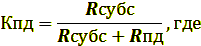 Кпд = Rсубс / (Rсубс + Rпд), где